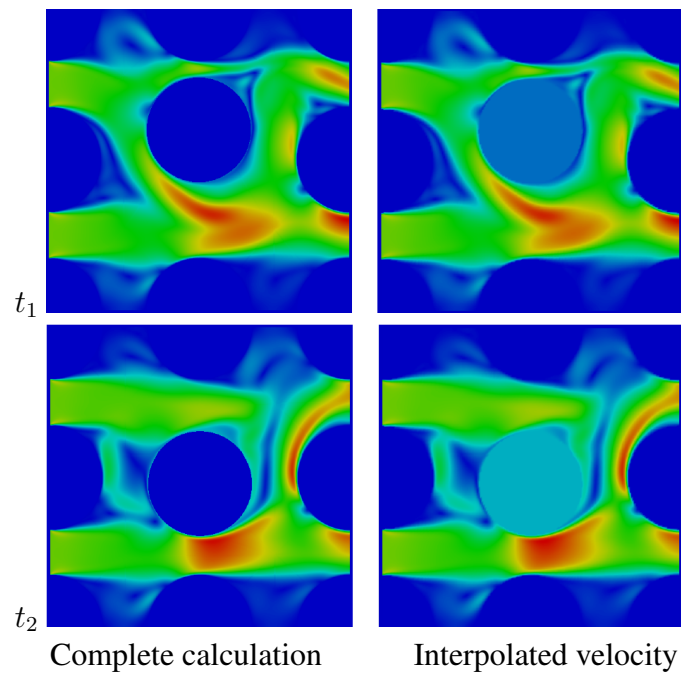 t₁
t₂
Complete calculation Interpolated velocity